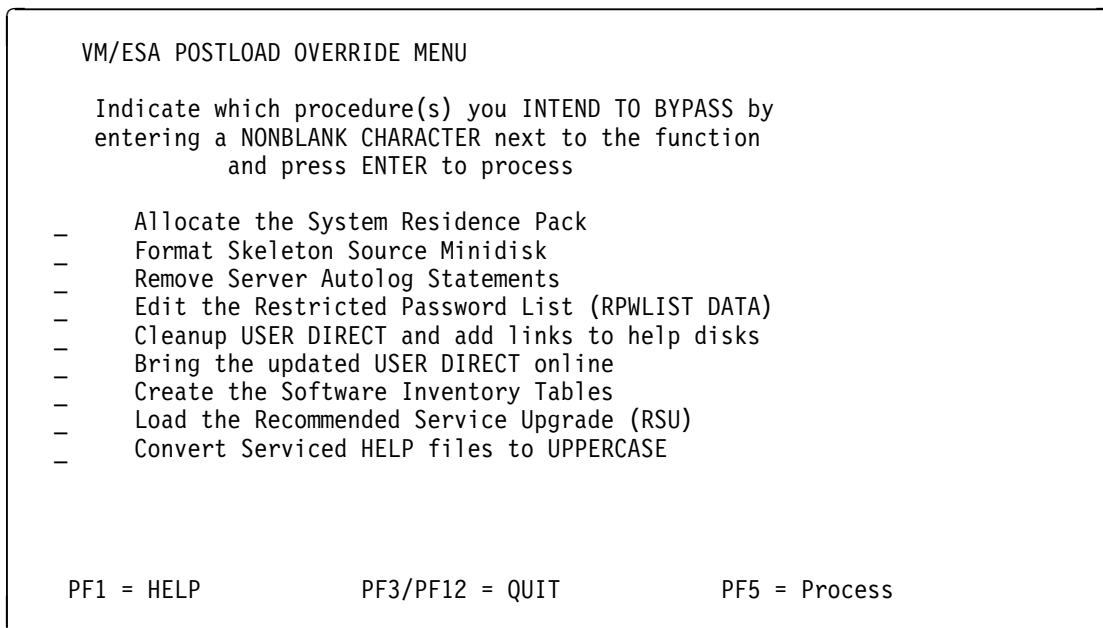 VM/ESA POSTLOAD OVERRIDE MENU
Indicate which procedure(s) you INTEND TO BYPASS by
entering a NONBLANK CHARACTER next to the function
and press ENTER to process
_ Allocate the System Residence Pack
_ Format Skeleton Source Minidisk
_ Remove Server Autolog Statements
_ Edit the Restricted Password List (RPWLIST DATA)
_ Cleanup USER DIRECT and add links to help disks
_ Bring the updated USER DIRECT online
_ Create the Software Inventory Tables
_ Load the Recommended Service Upgrade (RSU)
_ Convert Serviced HELP files to UPPERCASE
PF1 = HELP PF3/PF12 = QUIT PF5 = Process